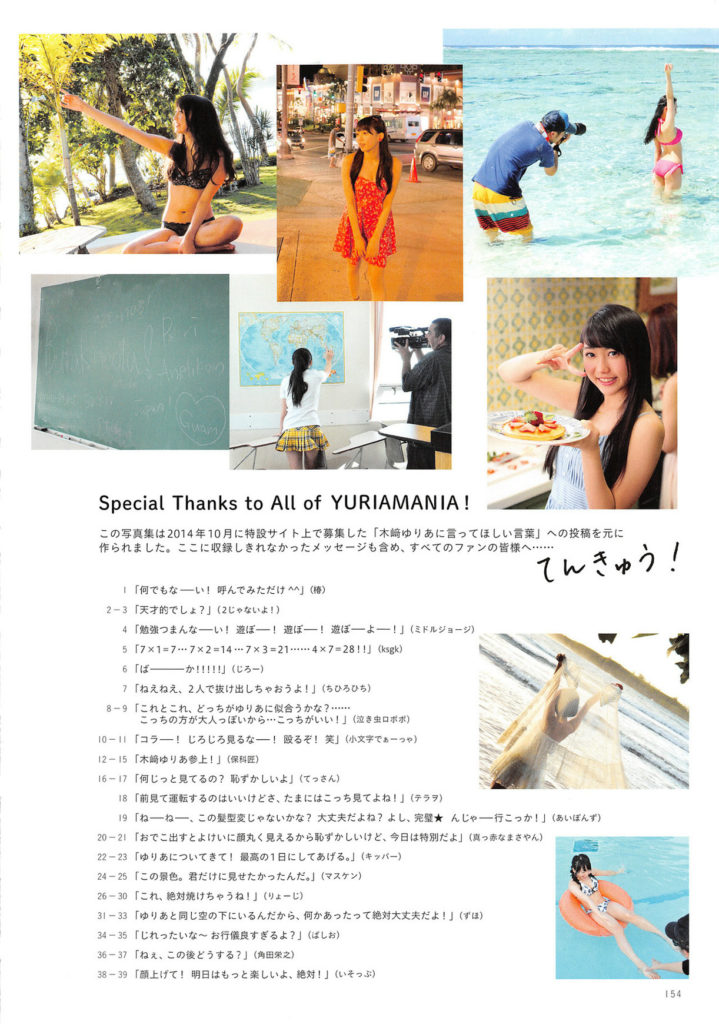 Guam
Special Thanks to All of YURIAMANIA!
この写真集は2014年10月に特設サイト上で募集した「木﨑ゆりあに言ってほしい言葉」への投稿を元に
作られました。ここに収録しきれなかったメッセージも含め、すべてのファンの皆様へ……
てんきゅう！
1 「何でもな―い！ 呼んでみただけ ^^」（椿）
2－3 「天才的でしょ？」（2じゃないよ！）
4 「勉強つまんな―い！ 遊ぼ―！ 遊ぼ―！ 遊ぼ―よ―！」（ミドルジョージ）
5 「7×1＝7… 7×2＝14 … 7×3＝21…… 4×7＝28！！」（ksgk）
6 「ば―――か！！！！！」（じろー）
7 「ねえねえ、2人で抜け出しちゃおうよ！」（ちひろひち）
8－9 「これとこれ、どっちがゆりあに似合うかな？……
こっちの方が大人っぽいから…こっちがいい！」（泣き虫ロボボ）
10－11 「コラ―！ じろじろ見るな―！ 殴るぞ！ 笑」（小文字でぁーっゃ）
12－15 「木﨑ゆりあ参上！」（保科匠）
16－17 「何じっと見てるの？ 恥ずかしいよ」（てっさん）
18 「前見て運転するのはいいけどさ、たまにはこっち見てよね！」（テラヲ）
19 「ね―ね―、この髪型変じゃないかな？ 大丈夫だよね？ よし、完璧★ んじゃ―行こっか！」（あいぽんず）
20－21 「おでこ出すとよけいに顔丸く見えるから恥ずかしいけど、今日は特別だよ」（真っ赤なまさやん）
22－23 「ゆりあについてきて！ 最高の1日にしてあげる。」（キッパー）
24－25 「この景色。君だけに見せたかったんだ。」（マスケン）
26－30 「これ、絶対焼けちゃうね！」（りょーじ）
31－33 「ゆりあと同じ空の下にいるんだから、何かあったって絶対大丈夫だよ！」（ずほ）
34－35 「じれったいな～ お行儀良すぎるよ？」（ばしお）
36－37 「ねぇ、この後どうする？」（角田栄之）
38－39 「顔上げて！ 明日はもっと楽しいよ、絶対！」（いそっぷ）
154